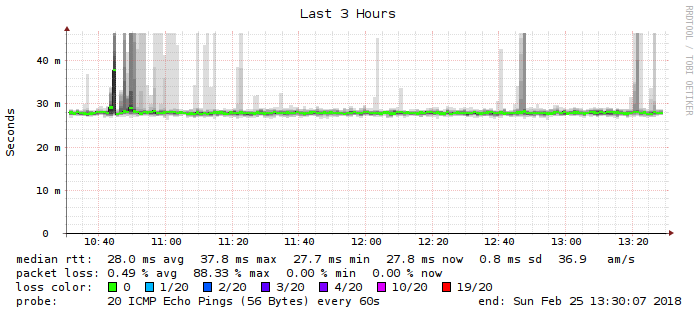 Last 3 Hours
RRDTOOL / TOBI OETIKER
Seconds
40 m
30 m
20 m
10 m
0
10:40 11:00 11:20 11:40 12:00 12:20 12:40 13:00 13:20
median rtt: 28.0 ms avg 37.8 ms max 27.7 ms min 27.8 ms now 0.8 ms sd 36.9 am/s
packet loss: 0.49 % avg 88.33 % max 0.00 % min 0.00 % now
loss color: 0 1/20 2/20 3/20 4/20 10/20 19/20
probe: 20 ICMP Echo Pings (56 Bytes) every 60s end: Sun Feb 25 13:30:07 2018